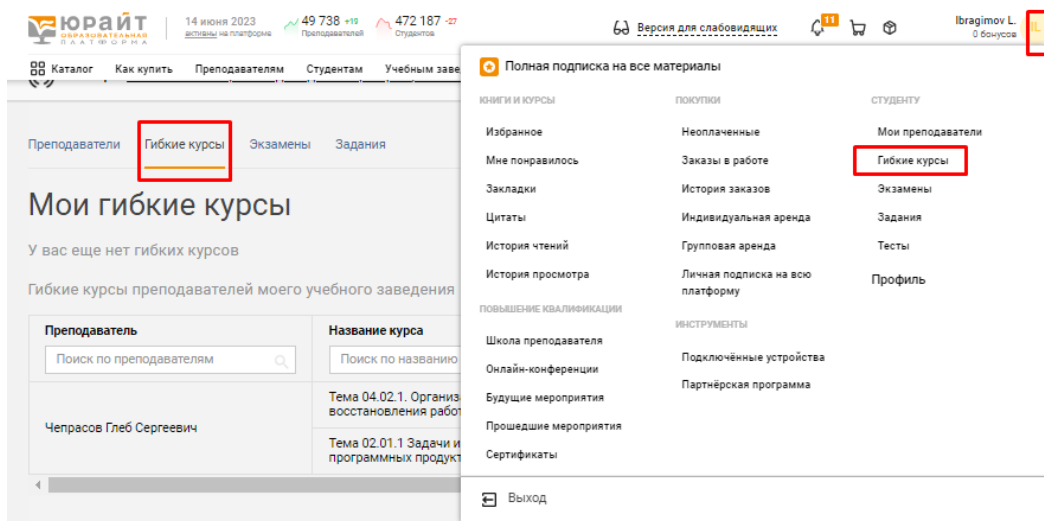 юрайт
ОБРАЗОВАТЕЛЬНАЯ
ПЛАТФОРМА
14 июня 2023
активны на платформе
49 738 +19
Преподавателей
472 187 -27
Студентов
Версия для слабовидящих
11
Ibragimov L.
0 бонусов
IL
Каталог Как купить Преподавателям Студентам Учебным заве
Преподаватели Гибкие курсы Экзамены Задания
Мои гибкие курсы
У вас еще нет гибких курсов
Гибкие курсы преподавателей моего учебного заведения
Преподаватель Название курса
Поиск по преподавателям Поиск по названию
Чепрасов Глеб Сергеевич
Тема 04.02.1. Организ
восстановления работ
Тема 02.01.1 Задачи и
программных продукт
Полная подписка на все материалы
КНИГИ И КУРСЫ
Избранное
Мне понравилось
Закладки
Цитаты
История чтений
История просмотра
ПОВЫШЕНИЕ КВАЛИФИКАЦИИ
Школа преподавателя
Онлайн-конференции
Будущие мероприятия
Прошедшие мероприятия
Сертификаты
ПОКУПКИ
Неоплаченные
Заказы в работе
История заказов
Индивидуальная аренда
Групповая аренда
Личная подписка на всю
платформу
ИНСТРУМЕНТЫ
Подключённые устройства
Партнёрская программа
СТУДЕНТУ
Мои преподаватели
Гибкие курсы
Экзамены
Задания
Тесты
Профиль
Выход